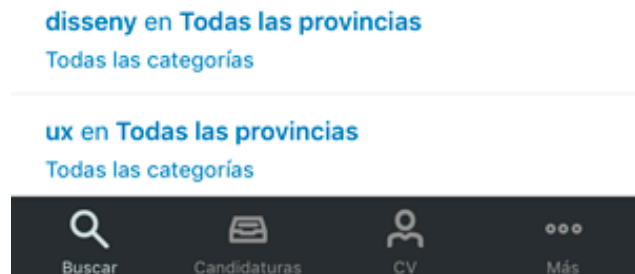 disseny en Todas las provincias
Todas las categorías
ux en Todas las provincias
Todas las categorías
Buscar Candidaturas CV Más